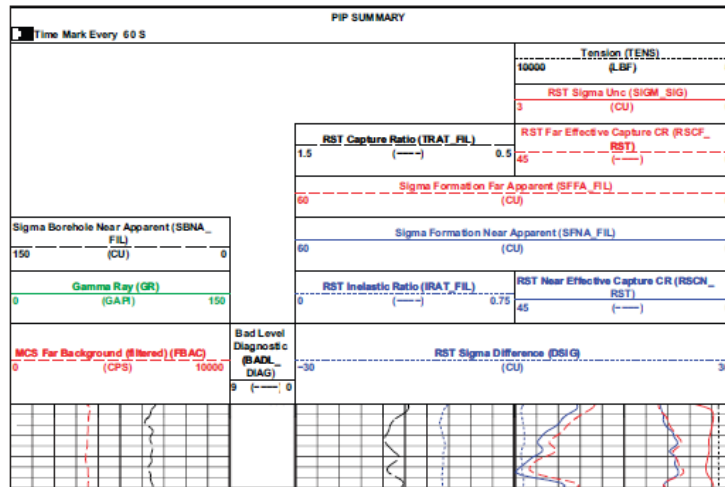 PIP SUMMARY
Time Mark Every 60 S
Tension (TENS)
10000 (LBF)
RST Sigma Unc (SIGM_SIG)
3 (CU)
RST Capture Ratio (TRAT_FIL)
1.5 (----) 0.5
RST Far Effective Capture CR (RSCF_
RST)
45 (----)
Sigma Formation Far Apparent (SFFA_FIL)
60 (CU)
Sigma Borehole Near Apparent (SBNA_
FIL)
150 (CU) 0
Sigma Formation Near Apparent (SFNA_FIL)
60 (CU)
Gamma Ray (GR)
0 (GAPI) 150
RST Inelastic Ratio (IRAT_FIL)
0 (----) 0.75
RST Near Effective Capture CR (RSCN_
RST)
45 (----)
MCS Far Background (filtered) (FBAC)
0 (CPS) 10000
Bad Level
Diagnostic
(BADL_
DIAG)
9 (----) 0
RST Sigma Difference (DSIG)
-30 (CU) 30